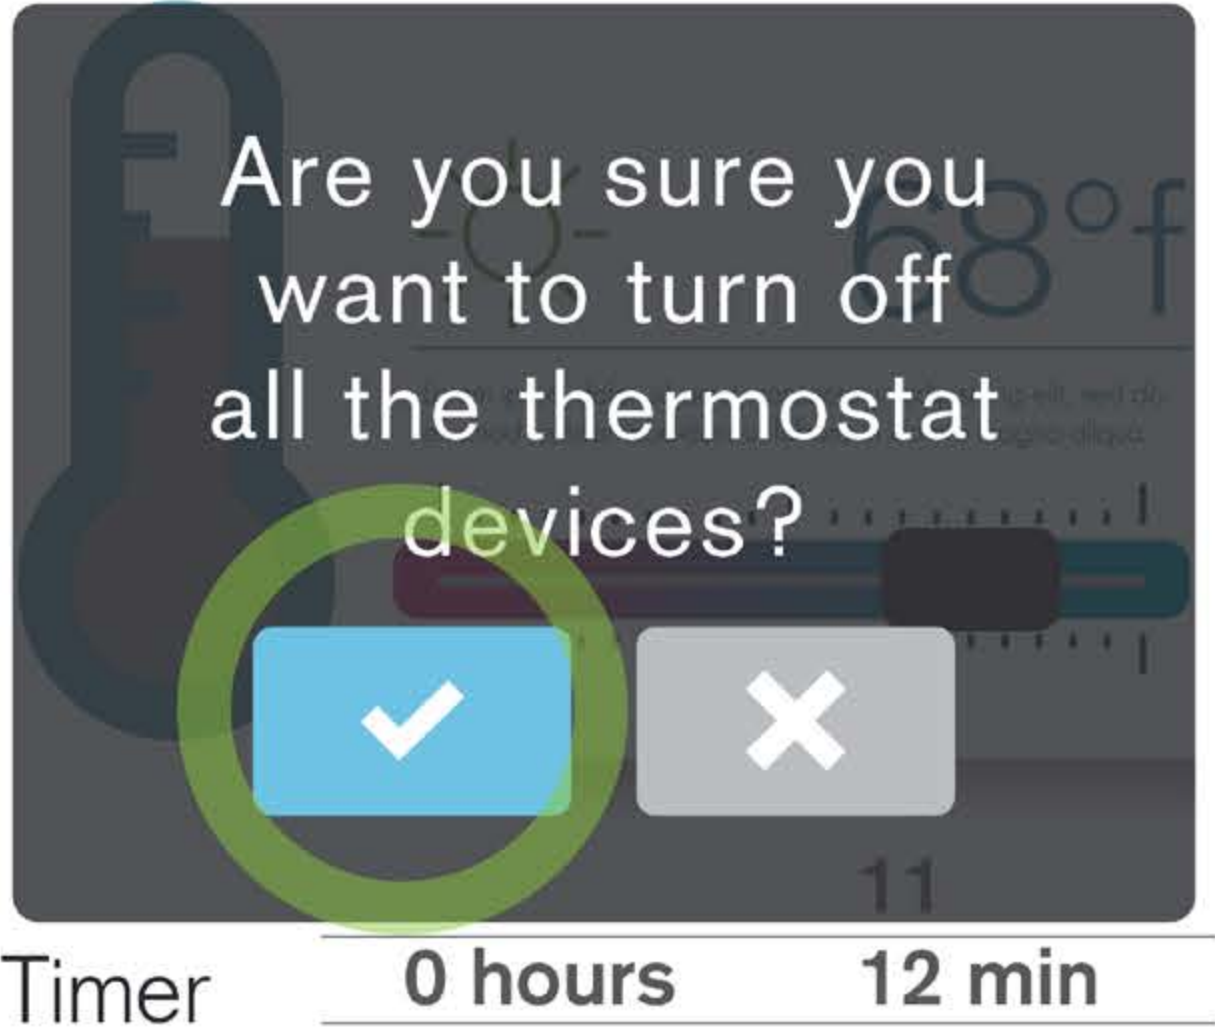 Are you sure you
want to turn off
all the thermostat
devices?
68°f
11
Timer 0 hours 12 min